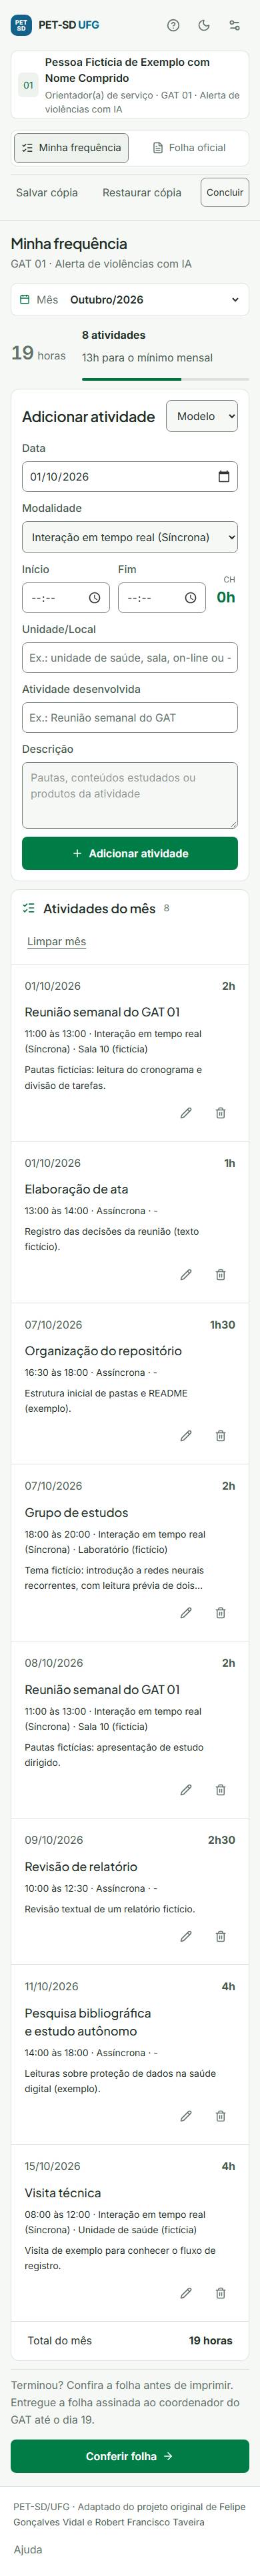 PET SD
PET-SD UFG
01
Pessoa Fictícia de Exemplo com
Nome Comprido
Orientador(a) de serviço · GAT 01 · Alerta de
violências com IA
Minha frequência
Folha oficial
Salvar cópia
Restaurar cópia
Concluir
Minha frequência
GAT 01 · Alerta de violências com IA
Mês
Outubro/2026
19 horas
8 atividades
13h para o mínimo mensal
Adicionar atividade
Modelo
Data
01/10/2026
Modalidade
Interação em tempo real (Síncrona)
Início
Fim
CH
--:--
--:--
0h
Unidade/Local
Ex.: unidade de saúde, sala, on-line ou -
Atividade desenvolvida
Ex.: Reunião semanal do GAT
Descrição
Pautas, conteúdos estudados ou
produtos da atividade
+ Adicionar atividade
Atividades do mês 8
Limpar mês
01/10/2026 2h
Reunião semanal do GAT 01
11:00 às 13:00 · Interação em tempo real
(Síncrona) · Sala 10 (fictícia)
Pautas fictícias: leitura do cronograma e
divisão de tarefas.
01/10/2026 1h
Elaboração de ata
13:00 às 14:00 · Assíncrona · -
Registro das decisões da reunião (texto
fictício).
07/10/2026 1h30
Organização do repositório
16:30 às 18:00 · Assíncrona · -
Estrutura inicial de pastas e README
(exemplo).
07/10/2026 2h
Grupo de estudos
18:00 às 20:00 · Interação em tempo real
(Síncrona) · Laboratório (fictício)
Tema fictício: introdução a redes neurais
recorrentes, com leitura prévia de dois...
08/10/2026 2h
Reunião semanal do GAT 01
11:00 às 13:00 · Interação em tempo real
(Síncrona) · Sala 10 (fictícia)
Pautas fictícias: apresentação de estudo
dirigido.
09/10/2026 2h30
Revisão de relatório
10:00 às 12:30 · Assíncrona · -
Revisão textual de um relatório fictício.
11/10/2026 4h
Pesquisa bibliográfica
e estudo autônomo
14:00 às 18:00 · Assíncrona · -
Leituras sobre proteção de dados na saúde
digital (exemplo).
15/10/2026 4h
Visita técnica
08:00 às 12:00 · Interação em tempo real
(Síncrona) · Unidade de saúde (fictícia)
Visita de exemplo para conhecer o fluxo de
registro.
Total do mês 19 horas
Terminou? Confira a folha antes de imprimir.
Entregue a folha assinada ao coordenador do
GAT até o dia 19.
Conferir folha →
PET-SD/UFG · Adaptado do projeto original de Felipe
Gonçalves Vidal e Robert Francisco Taveira
Ajuda